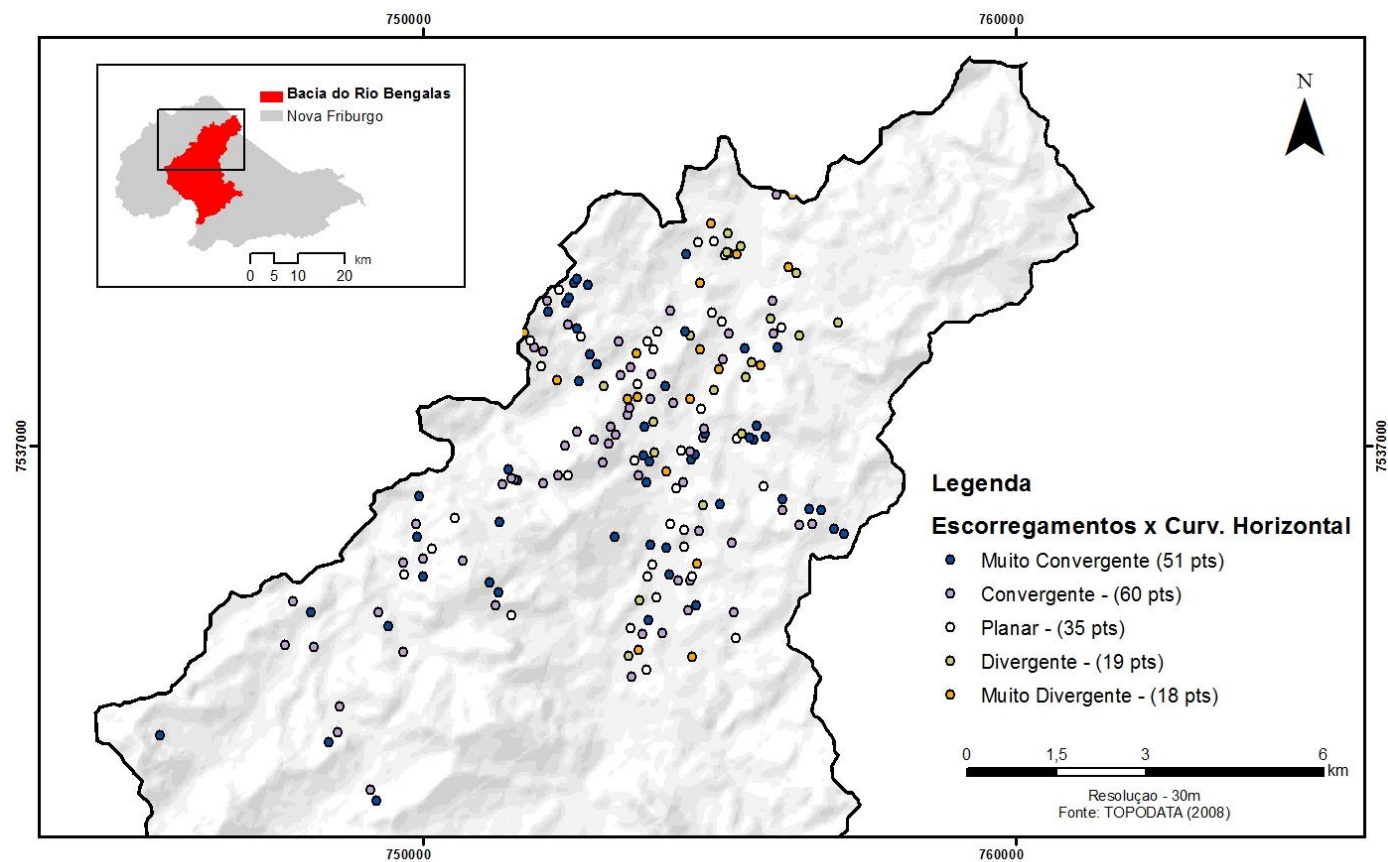 750000
760000
Bacia do Rio Bengalas
Nova Friburgo
0 5 10 20 km
N
7537000
7537000
Legenda
Escorregamentos x Curv. Horizontal
Muito Convergente (51 pts)
Convergente - (60 pts)
Planar - (35 pts)
Divergente - (19 pts)
Muito Divergente - (18 pts)
0 1,5 3 6
km
Resoluçao - 30m
Fonte: TOPODATA (2008)
750000
760000